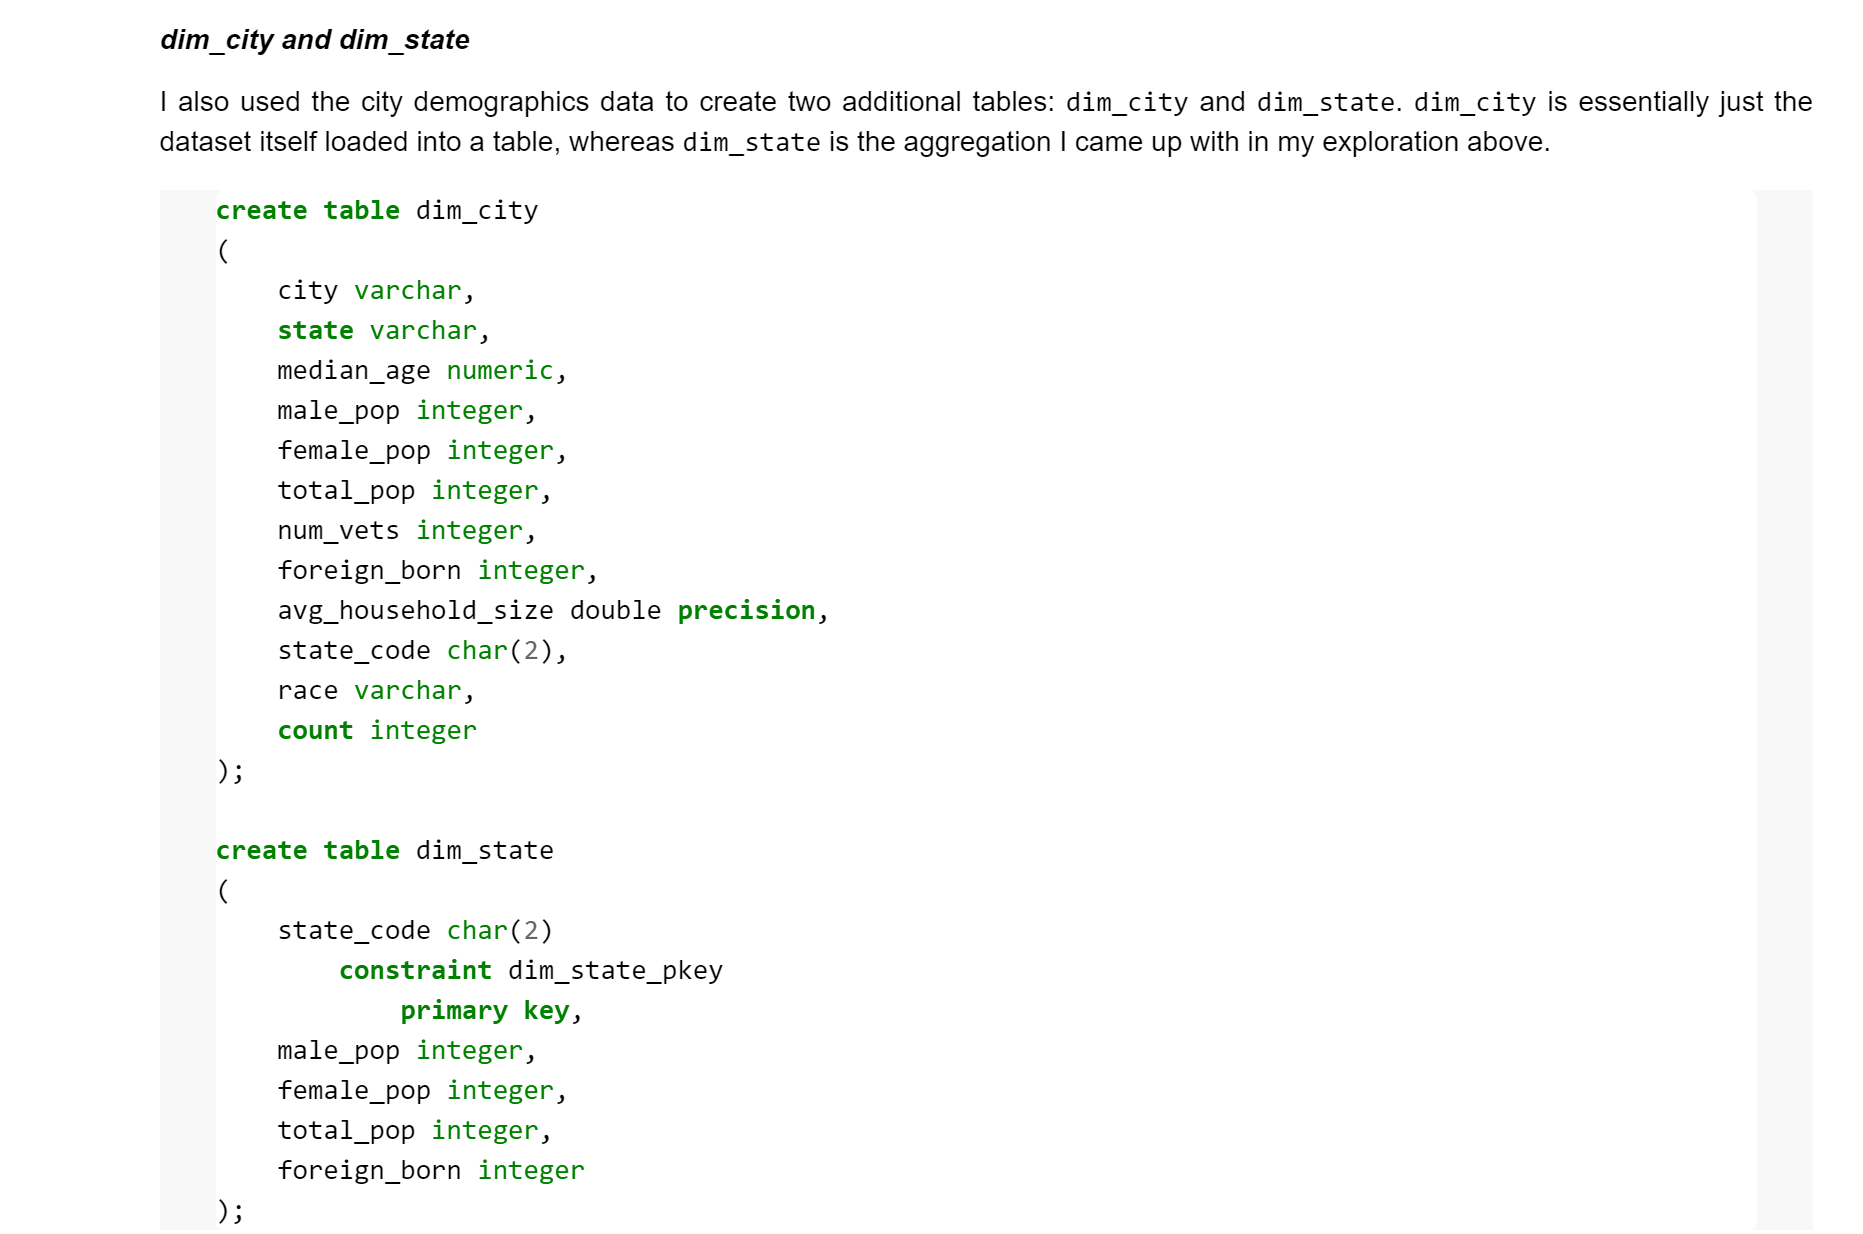 dim_city and dim_state
I also used the city demographics data to create two additional tables: dim_city and dim_state. dim_city is essentially just the
dataset itself loaded into a table, whereas dim_state is the aggregation I came up with in my exploration above.
create table dim_city
(
    city varchar,
    state varchar,
    median_age numeric,
    male_pop integer,
    female_pop integer,
    total_pop integer,
    num_vets integer,
    foreign_born integer,
    avg_household_size double precision,
    state_code char(2),
    race varchar,
    count integer
);
create table dim_state
(
    state_code char(2)
        constraint dim_state_pkey
            primary key,
    male_pop integer,
    female_pop integer,
    total_pop integer,
    foreign_born integer
);